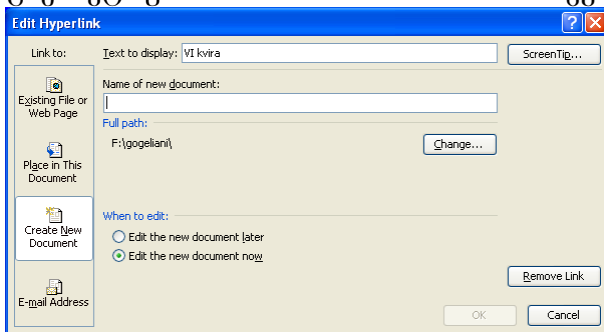 Edit Hyperlink
Link to:
Text to display: VI kvira
ScreenTip...
Existing File or
Web Page
Place in This
Document
Create New
Document
E-mail Address
Name of new document:
Full path:
F:\gogeliani\
Change...
When to edit:
Edit the new document later
Edit the new document now
Remove Link
OK
Cancel